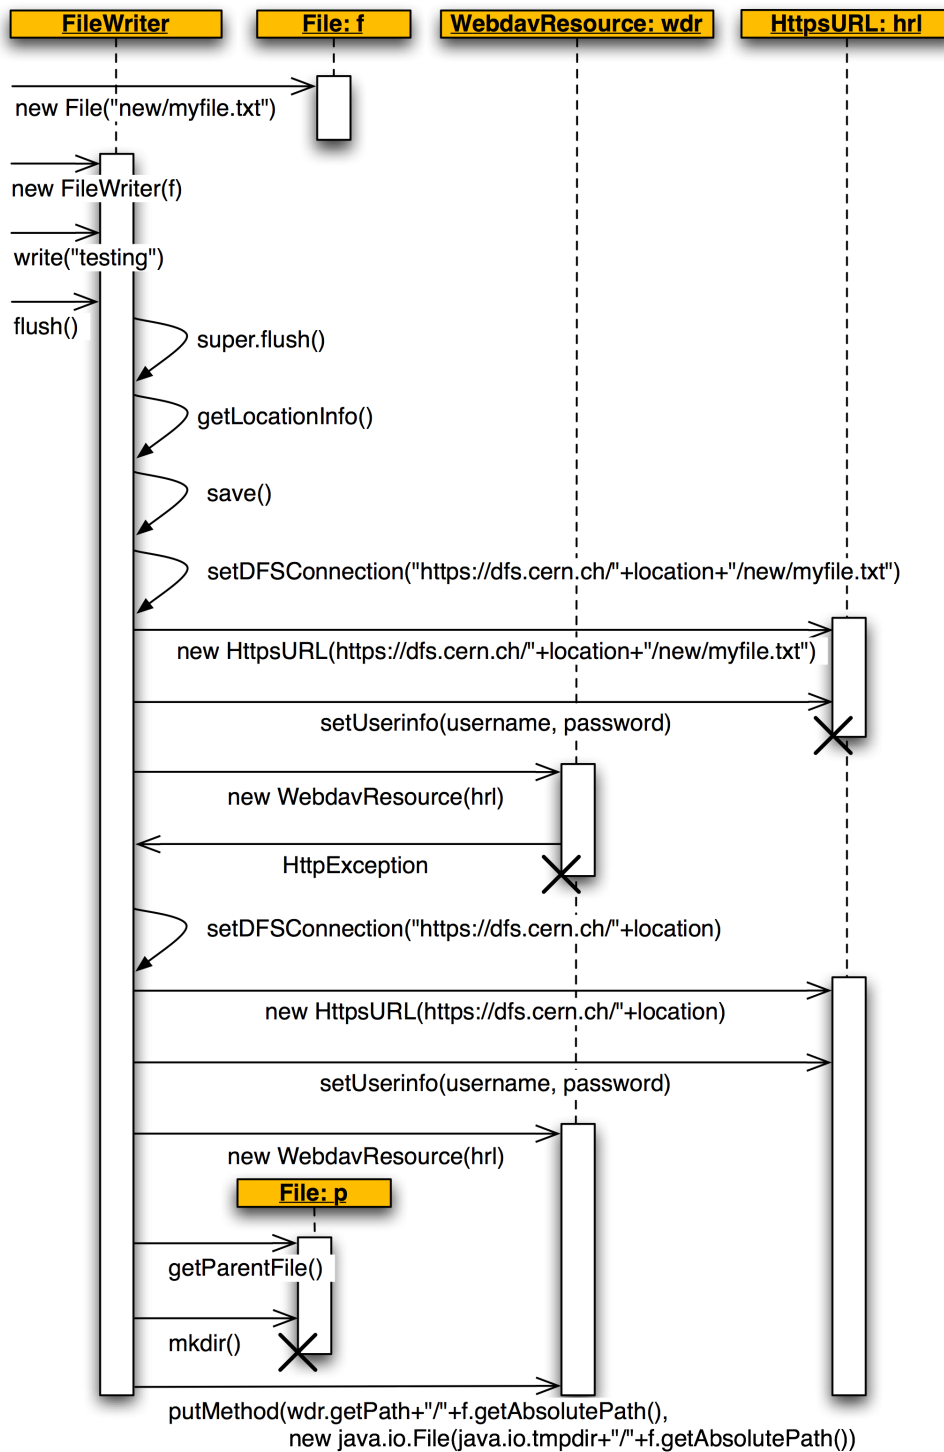 FileWriter
File: f
WebdavResource: wdr
HttpsURL: hrl
new File("new/myfile.txt")
new FileWriter(f)
write("testing")
flush()
super.flush()
getLocationInfo()
save()
setDFSConnection("https://dfs.cern.ch/"+location+"/new/myfile.txt")
new HttpsURL(https://dfs.cern.ch/"+location+"/new/myfile.txt")
setUserinfo(username, password)
new WebdavResource(hrl)
HttpException
setDFSConnection("https://dfs.cern.ch/"+location)
new HttpsURL(https://dfs.cern.ch/"+location)
setUserinfo(username, password)
new WebdavResource(hrl)
File: p
getParentFile()
mkdir()
putMethod(wdr.getPath+"/"+f.getAbsolutePath(),
new java.io.File(java.io.tmpdir+"/"+f.getAbsolutePath())